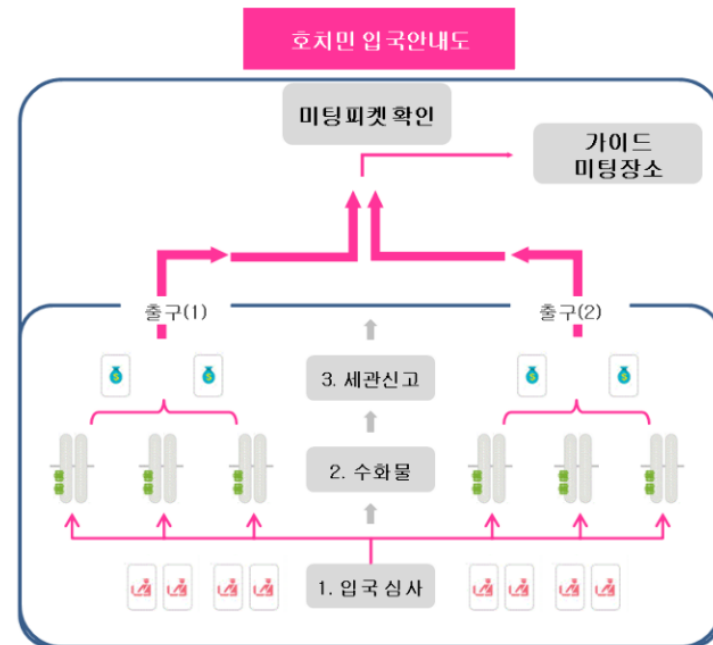 호치민 입국안내도
미팅피켓 확인
가이드
미팅장소
출구(1)
출구(2)
3. 세관신고
2. 수화물
1. 입국 심사